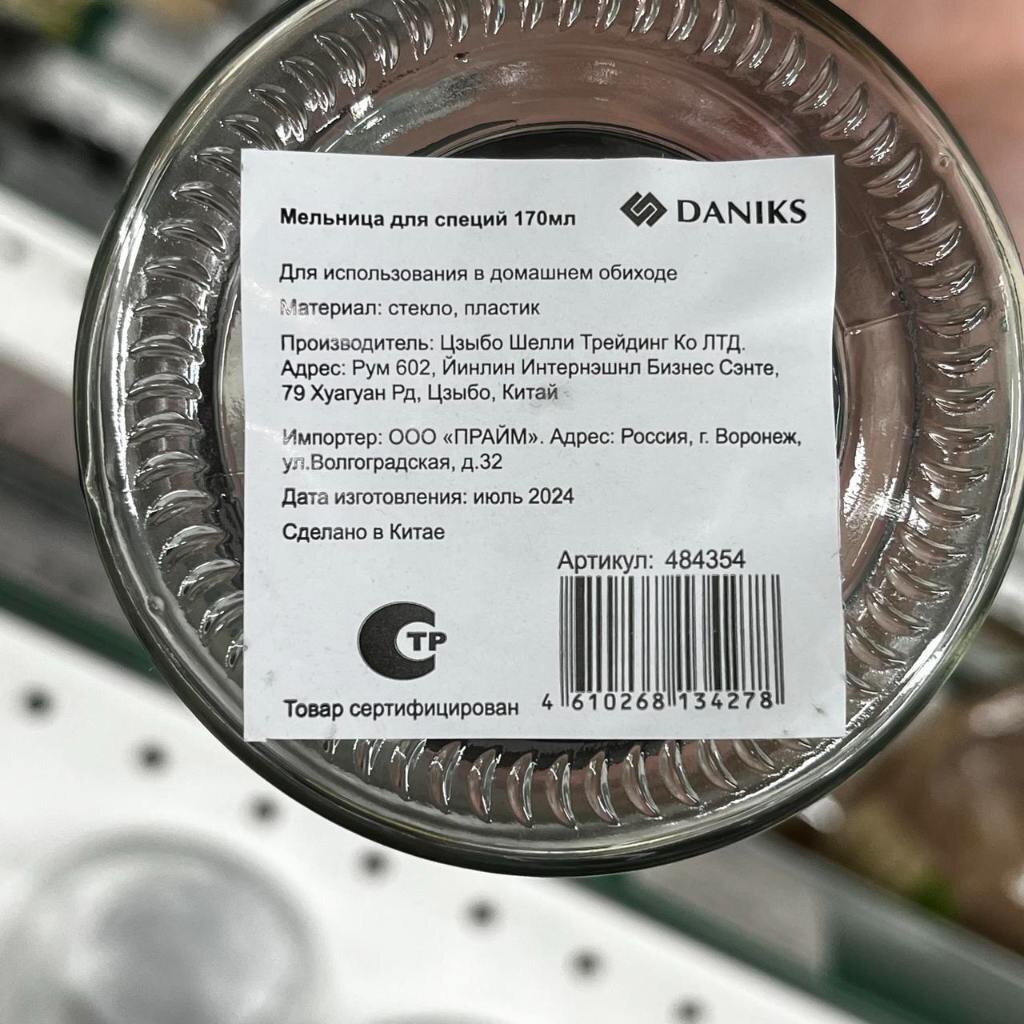 Мельница для специй 170мл
DANIKS
Для использования в домашнем обиходе
Материал: стекло, пластик
Производитель: Цзыбо Шелли Трейдинг Ко ЛТД.
Адрес: Рум 602, Йинлин Интернэшнл Бизнес Сэнте,
79 Хуагуан Рд, Цзыбо, Китай
Импортер: ООО «ПРАЙМ». Адрес: Россия, г. Воронеж,
ул.Волгоградская, д.32
Дата изготовления: июль 2024
Сделано в Китае
Артикул: 484354
СТР
Товар сертифицирован
4 610268 134278